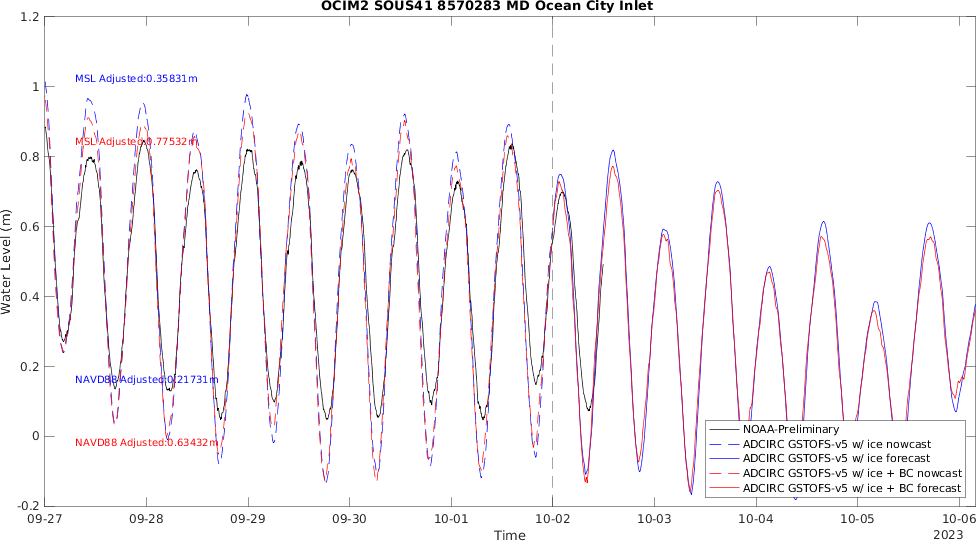 OCIM2 SOUS41 8570283 MD Ocean City Inlet
1.2
1
0.8
0.6
0.4
0.2
0
-0.2
Water Level (m)
MSL Adjusted:0.35831m
MSL Adjusted:0.77532m
NAVD88 Adjusted:0.21731m
NAVD88 Adjusted:0.63432m
NOAA-Preliminary
ADCIRC GSTOFS-v5 w/ ice nowcast
ADCIRC GSTOFS-v5 w/ ice forecast
ADCIRC GSTOFS-v5 w/ ice + BC nowcast
ADCIRC GSTOFS-v5 w/ ice + BC forecast
09-27 09-28 09-29 09-30 10-01 10-02 10-03 10-04 10-05 10-06
Time
2023